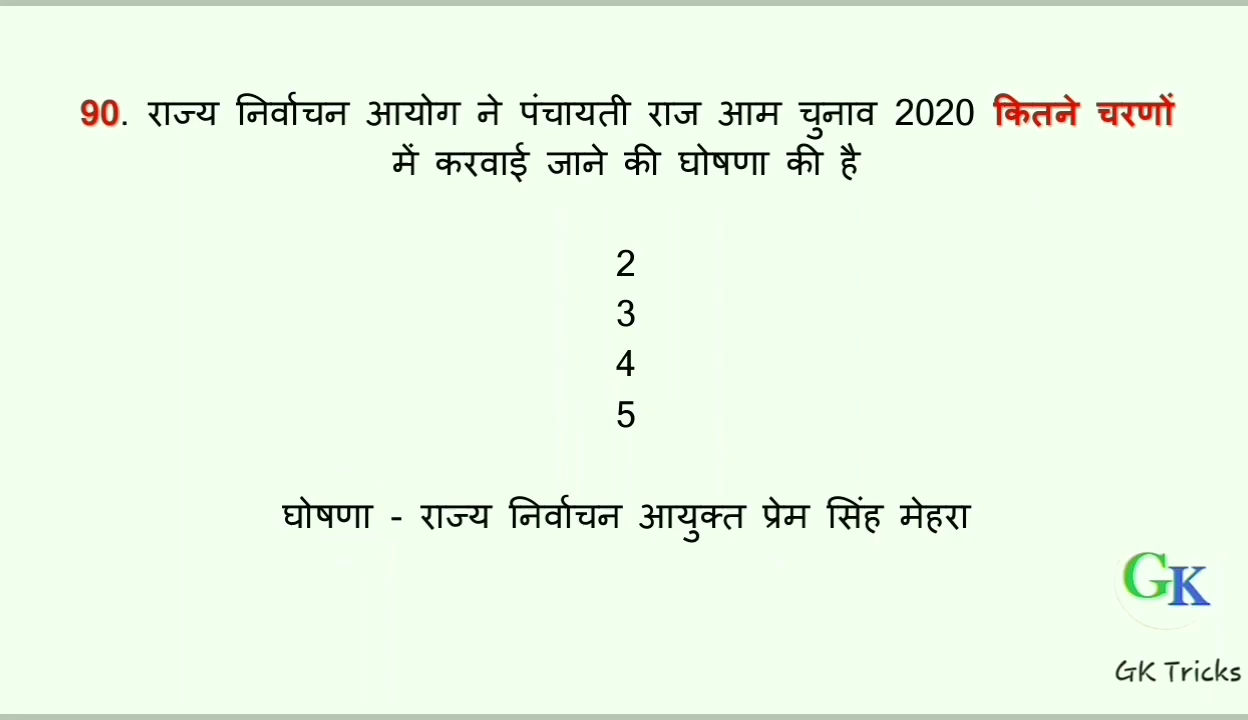 90. राज्य निर्वाचन आयोग ने पंचायती राज आम चुनाव 2020 कितने चरणों
में करवाई जाने की घोषणा की है
2
3
4
5
घोषणा - राज्य निर्वाचन आयुक्त प्रेम सिंह मेहरा
GK
GK Tricks